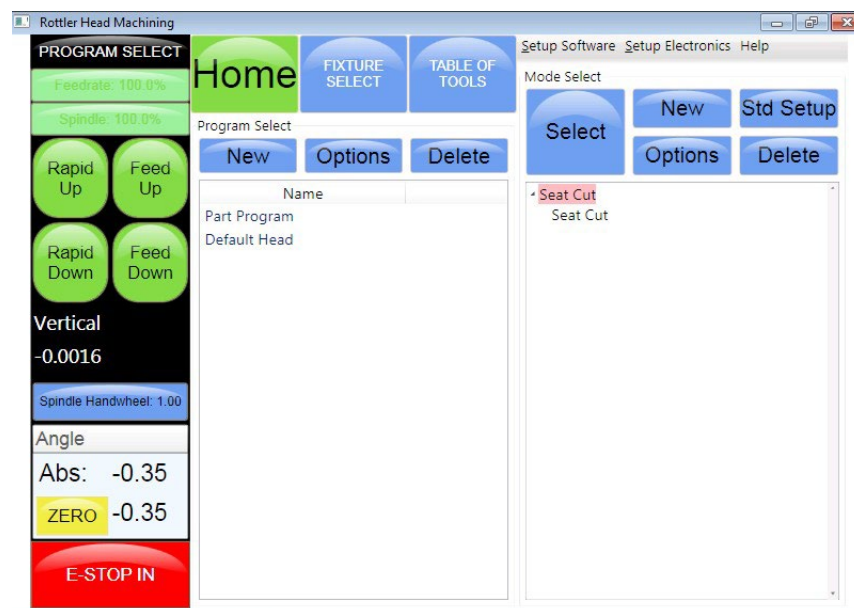 Rottler Head Machining
PROGRAM SELECT
Feedrate: 100.0%
Spindle: 100.0%
Rapid Up
Feed Up
Rapid Down
Feed Down
Vertical
-0.0016
Spindle Handwheel: 1.00
Angle
Abs: -0.35
ZERO -0.35
E-STOP IN
Home
FIXTURE SELECT
TABLE OF TOOLS
Program Select
New Options Delete
Name
Part Program
Default Head
Setup Software Setup Electronics Help
Mode Select
Select
New
Std Setup
Options
Delete
Seat Cut
Seat Cut